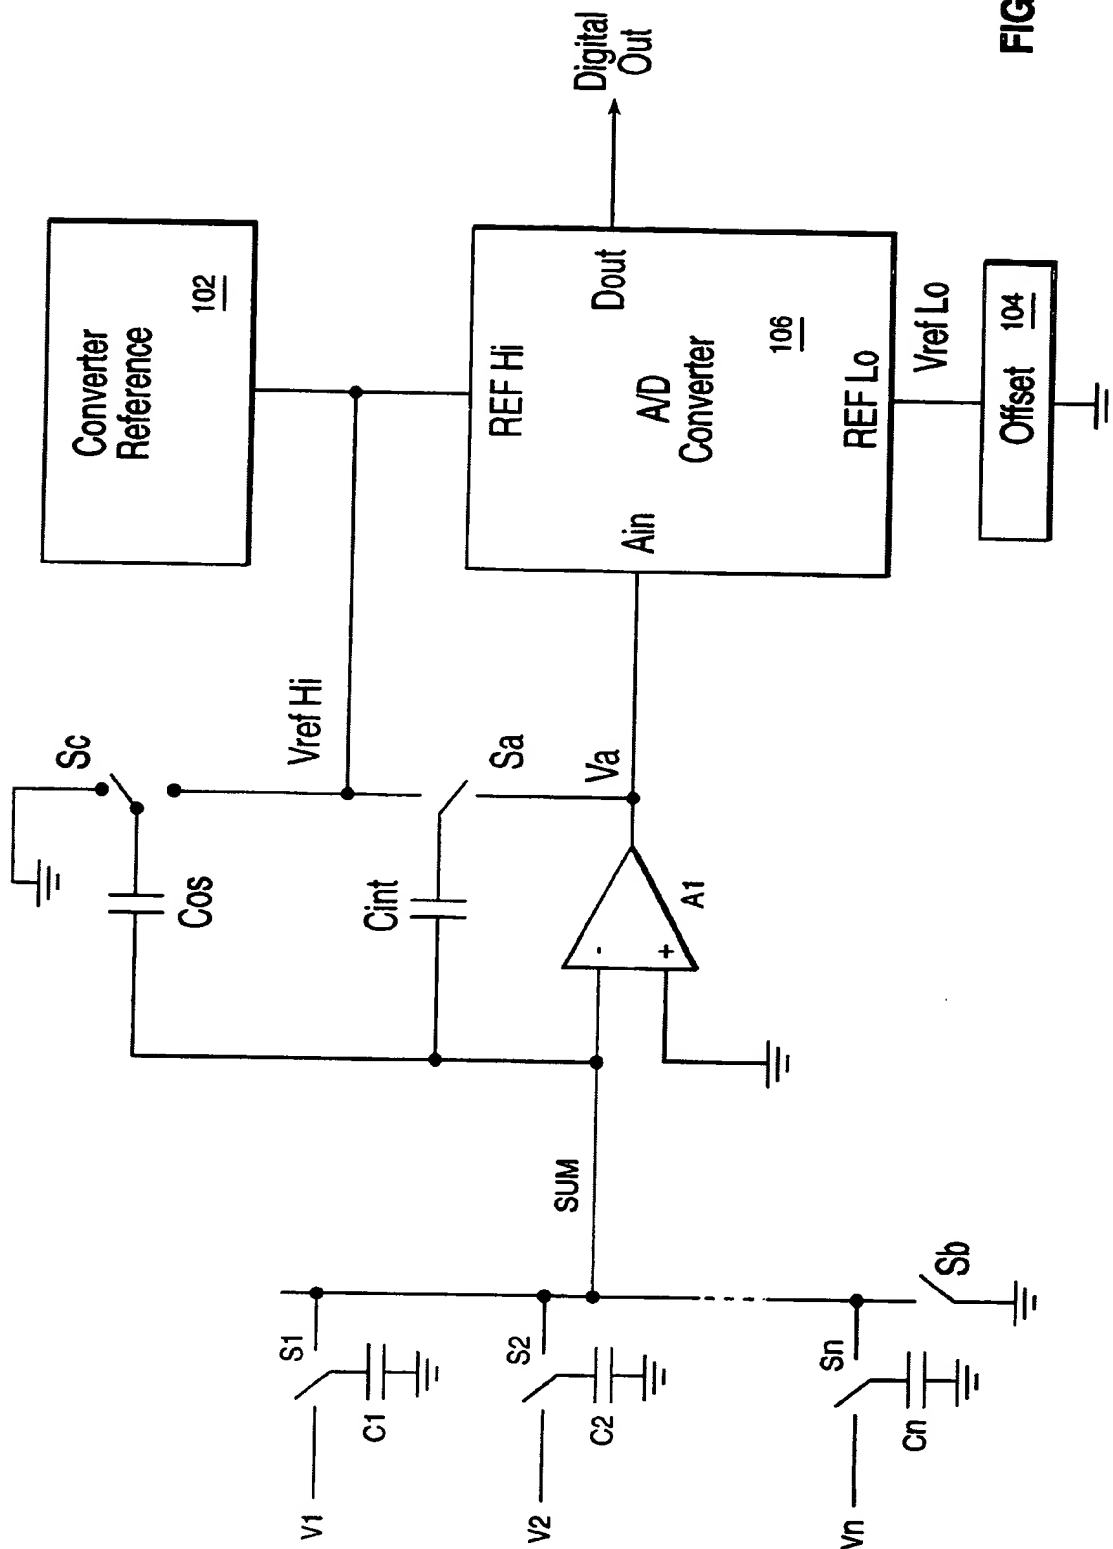 Converter
Reference
102
Digital
Out
Sc
Cos
Vref Hi
REF Hi
Dout
Cint
Sa
A/D
Converter
106
Va
Ain
A1
-
+
REF Lo
Vref Lo
Offset 104
SUM
S1
C1
V1
S2
C2
V2
Sn
Cn
Vn
Sb
FIG